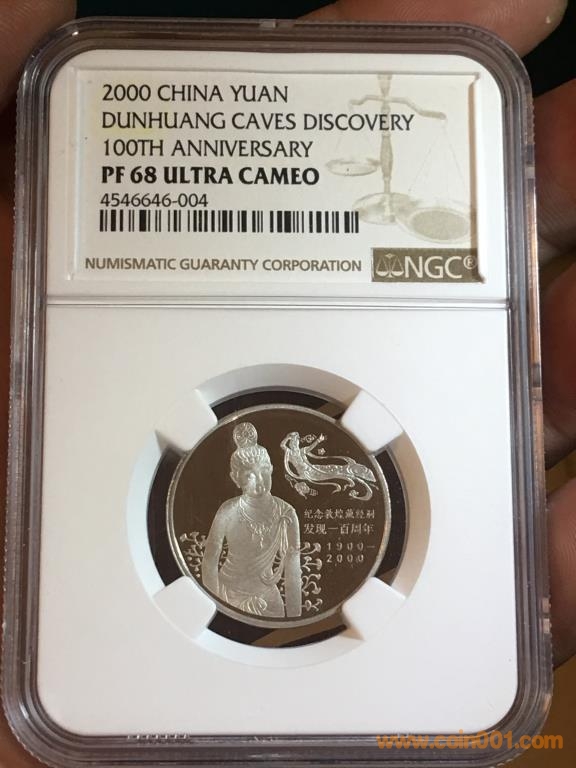 2000 CHINA YUAN
DUNHUANG CAVES DISCOVERY
100TH ANNIVERSARY
PF 68 ULTRA CAMEO
4546646-004
NUMISMATIC GUARANTY CORPORATION
NGC®
纪念敦煌藏经洞
发现一百周年
1900-
2000
www.coin001.com